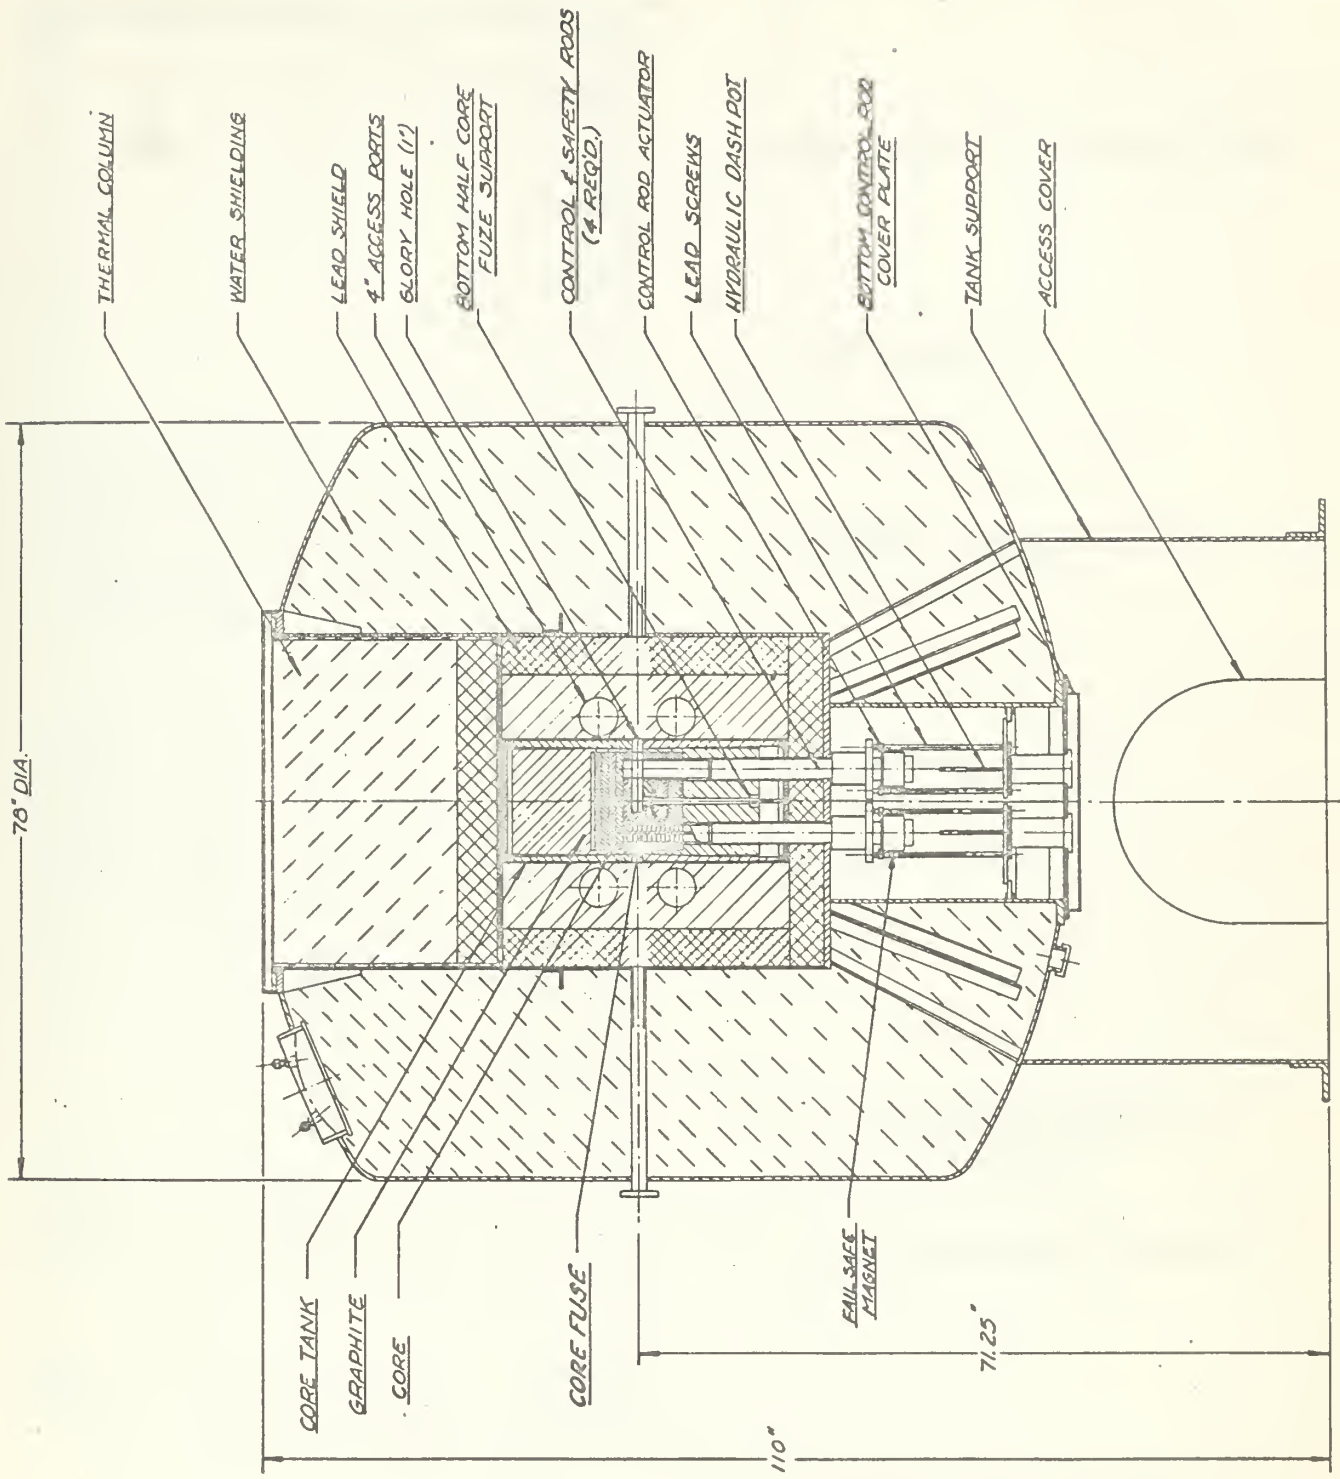 78" DIA.
THERMAL COLUMN
WATER SHIELDING
LEAD SHIELD
4" ACCESS PORTS
GLORY HOLE (1")
BOTTOM HALF CORE
FUZE SUPPORT
CONTROL & SAFETY RODS
(4 REQ'D.)
CONTROL ROD ACTUATOR
LEAD SCREWS
HYDRAULIC DASH POT
BOTTOM CONTROL ROD
COVER PLATE
TANK SUPPORT
ACCESS COVER
CORE TANK
GRAPHITE
CORE
CORE FUSE
FAIL SAFE
MAGNET
71.25"
110"